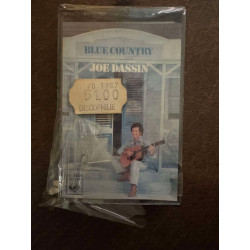 BLUE COUNTRY
JOE DASSIN
5100
DISCOPHILE